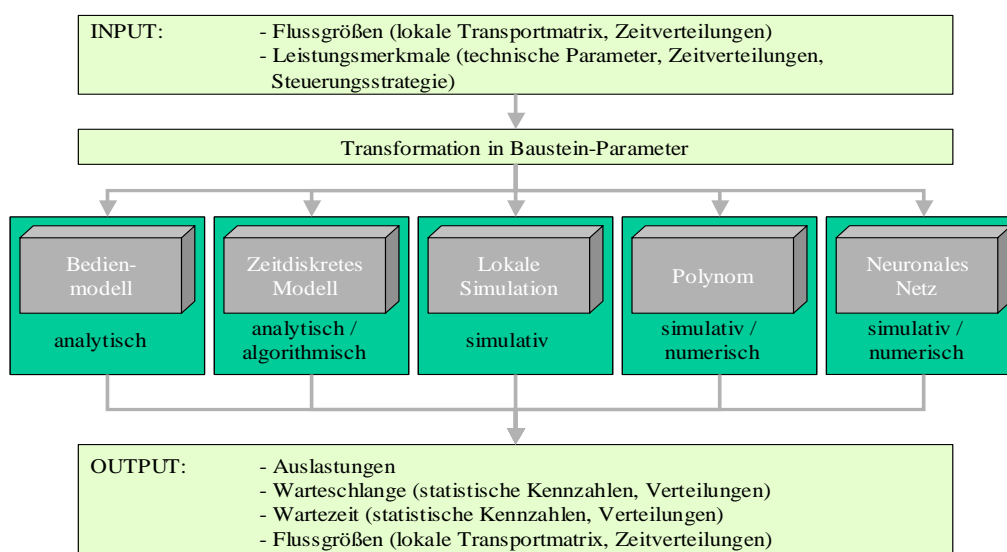 INPUT: - Flussgrößen (lokale Transportmatrix, Zeitverteilungen)
- Leistungsmerkmale (technische Parameter, Zeitverteilungen,
Steuerungsstrategie)
Transformation in Baustein-Parameter
Bedien-
modell
analytisch
Zeitdiskretes
Modell
analytisch /
algorithmisch
Lokale
Simulation
simulativ
Polynom
simulativ /
numerisch
Neuronales
Netz
simulativ /
numerisch
OUTPUT: - Auslastungen
- Warteschlange (statistische Kennzahlen, Verteilungen)
- Wartezeit (statistische Kennzahlen, Verteilungen)
- Flussgrößen (lokale Transportmatrix, Zeitverteilungen)